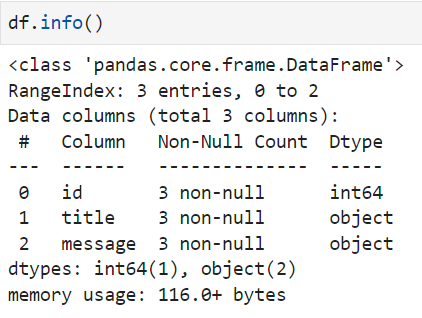 df.info()
<class 'pandas.core.frame.DataFrame'>
RangeIndex: 3 entries, 0 to 2
Data columns (total 3 columns):
 #   Column   Non-Null Count  Dtype
---  ------   --------------  -----
 0   id       3 non-null      int64
 1   title    3 non-null      object
 2   message  3 non-null      object
dtypes: int64(1), object(2)
memory usage: 116.0+ bytes